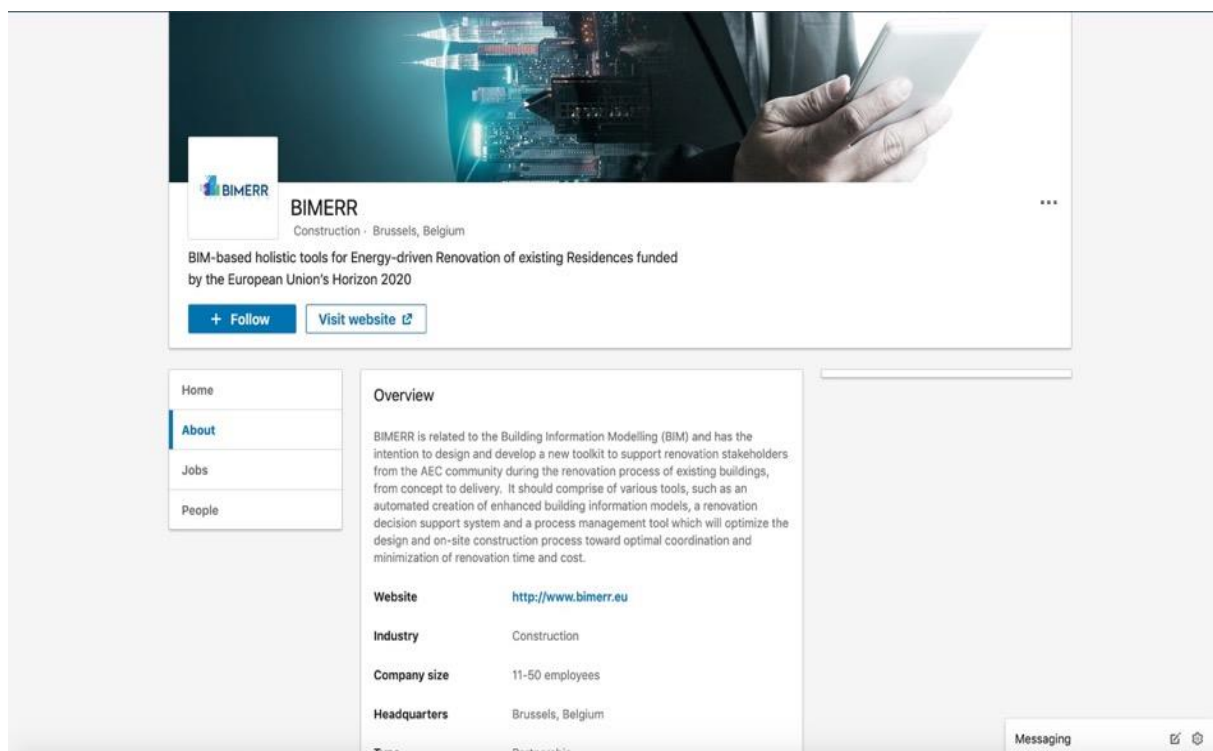 BIMERR
BIMERR
Construction · Brussels, Belgium
BIM-based holistic tools for Energy-driven Renovation of existing Residences funded
by the European Union's Horizon 2020
+ Follow
Visit website
Home
About
Jobs
People
Overview
BIMERR is related to the Building Information Modelling (BIM) and has the
intention to design and develop a new toolkit to support renovation stakeholders
from the AEC community during the renovation process of existing buildings,
from concept to delivery. It should comprise of various tools, such as an
automated creation of enhanced building information models, a renovation
decision support system and a process management tool which will optimize the
design and on-site construction process toward optimal coordination and
minimization of renovation time and cost.
Website http://www.bimerr.eu
Industry Construction
Company size 11-50 employees
Headquarters Brussels, Belgium
Messaging